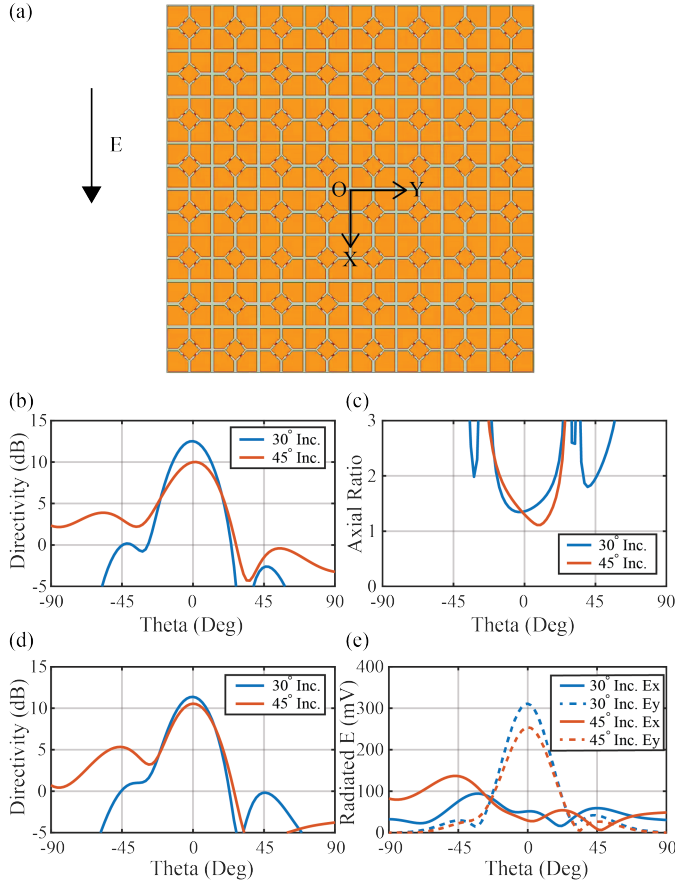 (a)
E
O
Y
X
(b)
(c)
15
10
5
0
-5
Directivity (dB)
30° Inc.
45° Inc.
-90
-45
0
45
90
Theta (Deg)
3
2
1
0
Axial Ratio
30° Inc.
45° Inc.
-90
-45
0
45
90
Theta (Deg)
(d)
(e)
15
10
5
0
-5
Directivity (dB)
30° Inc.
45° Inc.
-90
-45
0
45
90
Theta (Deg)
400
300
200
100
000
Radiated E (mV)
30° Inc. Ex
30° Inc. Ey
45° Inc. Ex
45° Inc. Ey
-90
-45
0
45
90
Theta (Deg)